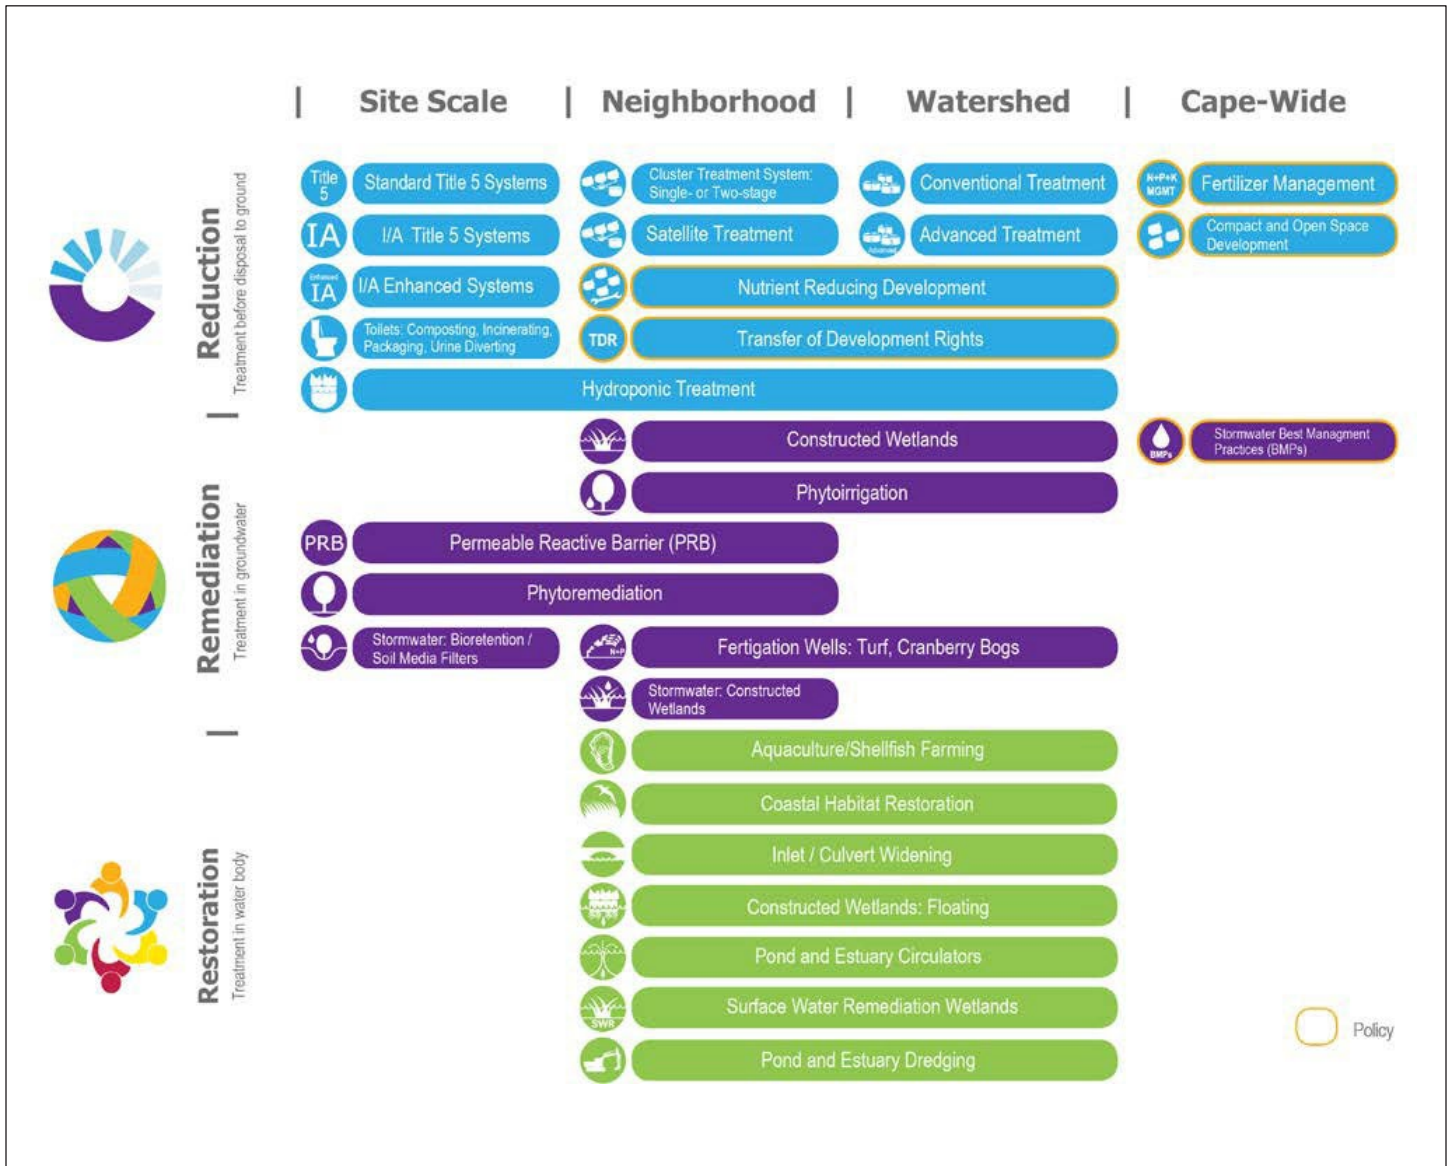 Site Scale
Neighborhood
Watershed
Cape-Wide
Reduction
Treatment before disposal to ground
Title
5
Standard Title 5 Systems
Cluster Treatment System:
Single- or Two-stage
Conventional Treatment
N+P+K
MGMT
Fertilizer Management
IA
I/A Title 5 Systems
Satellite Treatment
Advanced
Advanced Treatment
Compact and Open Space
Development
Enhanced
IA
I/A Enhanced Systems
Nutrient Reducing Development
Toilets: Composting, Incinerating,
Packaging, Urine Diverting
TDR
Transfer of Development Rights
Hydroponic Treatment
Remediation
Treatment in groundwater
Constructed Wetlands
BMPs
Stormwater Best Managment
Practices (BMPs)
Phytoirrigation
PRB
Permeable Reactive Barrier (PRB)
Phytoremediation
Stormwater: Bioretention /
Soil Media Filters
N+P
Fertigation Wells: Turf, Cranberry Bogs
Stormwater: Constructed
Wetlands
Restoration
Treatment in water body
Aquaculture/Shellfish Farming
Coastal Habitat Restoration
Inlet / Culvert Widening
Constructed Wetlands: Floating
Pond and Estuary Circulators
SWR
Surface Water Remediation Wetlands
Pond and Estuary Dredging
Policy